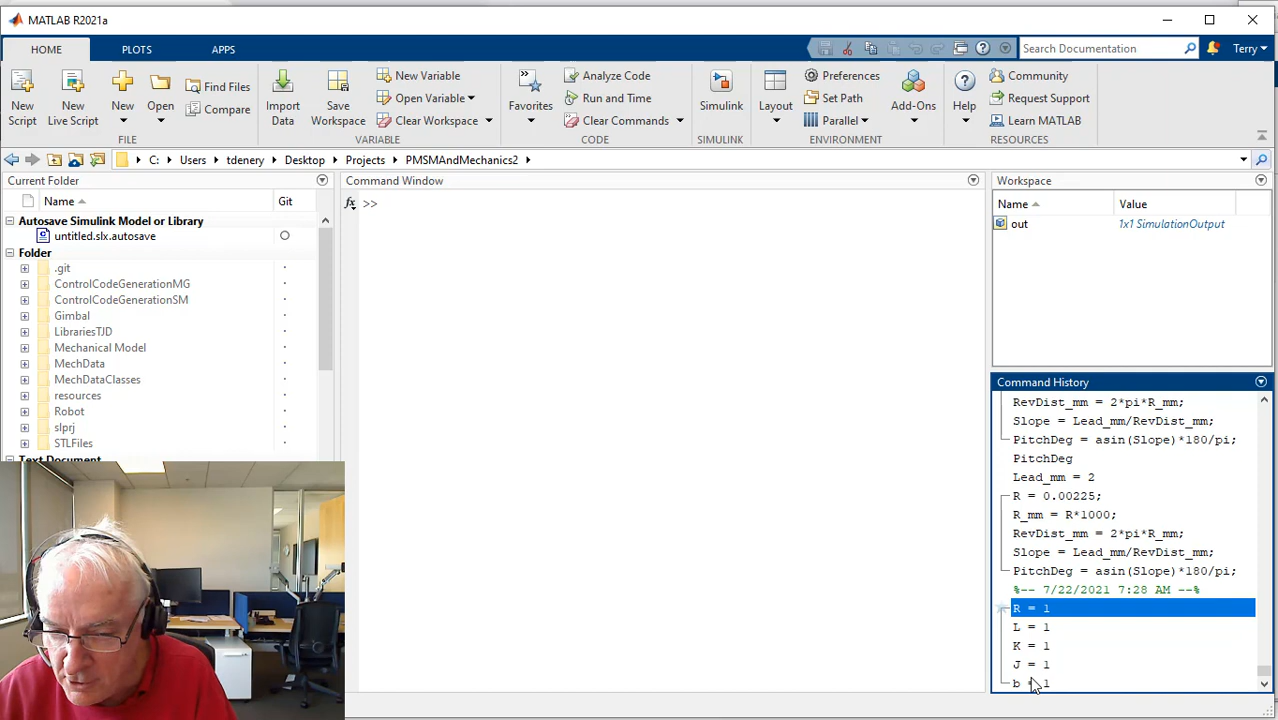 MATLAB R2021a
HOME PLOTS APPS
Search Documentation Terry
New Script
New Live Script
New
Open
Find Files
Compare
FILE
Import Data
Save Workspace
New Variable
Open Variable
Clear Workspace
VARIABLE
Favorites
Analyze Code
Run and Time
Clear Commands
CODE
Simulink
SIMULINK
Layout
Preferences
Set Path
Parallel
Add-Ons
ENVIRONMENT
Help
Community
Request Support
Learn MATLAB
RESOURCES
C: Users tdenery Desktop Projects PMSMAndMechanics2
Current Folder
Name Git
Autosave Simulink Model or Library
untitled.slx.autosave
Folder
.git
ControlCodeGenerationMG
ControlCodeGenerationSM
Gimbal
LibrariesTJD
Mechanical Model
MechData
MechDataClasses
resources
Robot
slprj
STLFiles
Text Document
Command Window
fx >>
Workspace
Name Value
out 1x1 SimulationOutput
Command History
RevDist_mm = 2*pi*R_mm;
Slope = Lead_mm/RevDist_mm;
PitchDeg = asin(Slope)*180/pi;
PitchDeg
Lead_mm = 2
R = 0.00225;
R_mm = R*1000;
RevDist_mm = 2*pi*R_mm;
Slope = Lead_mm/RevDist_mm;
PitchDeg = asin(Slope)*180/pi;
%-- 7/22/2021 7:28 AM --%
R = 1
L = 1
K = 1
J = 1
b = 1